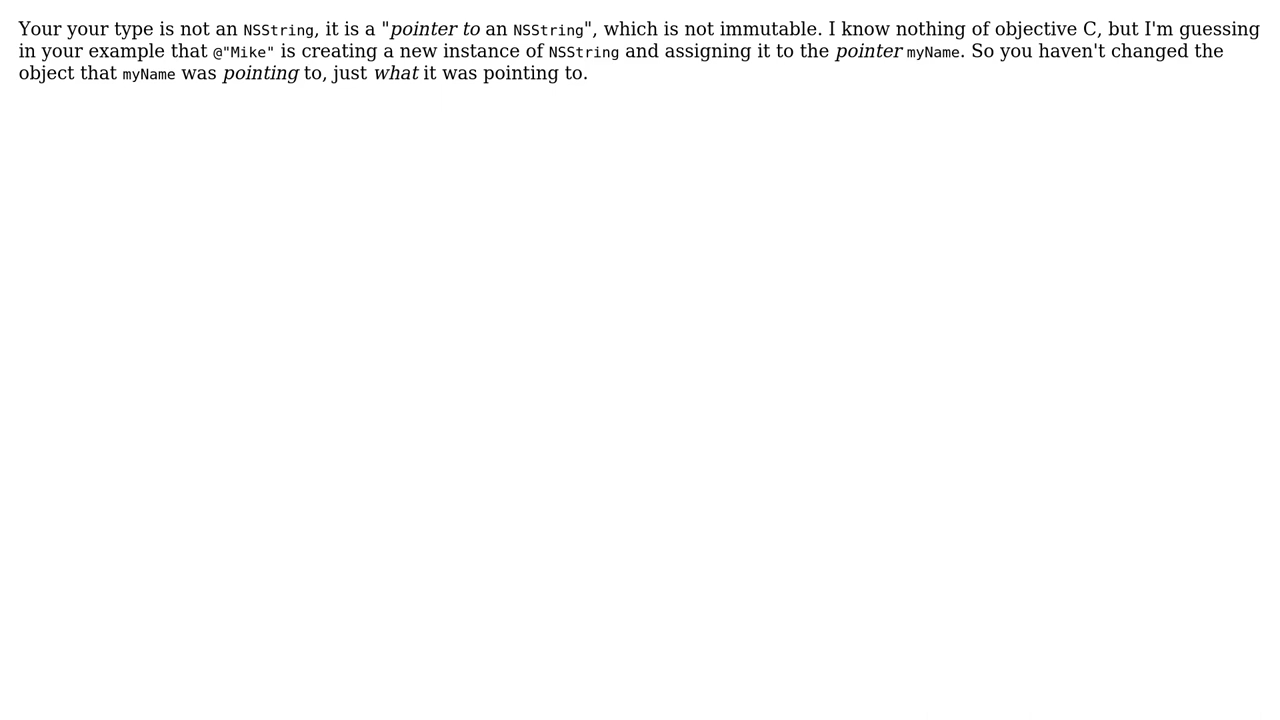 Your your type is not an NSString, it is a "pointer to an NSString", which is not immutable. I know nothing of objective C, but I'm guessing
in your example that @"Mike" is creating a new instance of NSString and assigning it to the pointer myName. So you haven't changed the
object that myName was pointing to, just what it was pointing to.